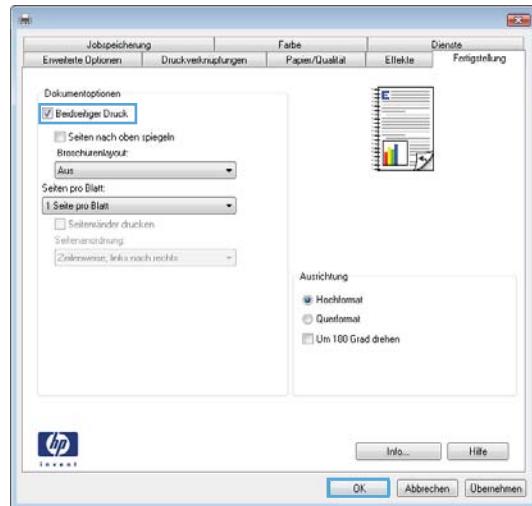 Jobspeicherung Farbe Dienste
Erweiterte Optionen Druckverknüpfungen Papier/Qualität Effekte Fertigstellung
Dokumentoptionen
Beidseitiger Druck
Seiten nach oben spiegeln
Broschürenlayout:
Aus
Seiten pro Blatt:
1 Seite pro Blatt
Seitenränder drucken
Seitenanordnung:
Zeilenweise, links nach rechts
E
Ausrichtung
Hochformat
Querformat
Um 180 Grad drehen
hp
invent
Info... Hilfe
OK Abbrechen Übernehmen